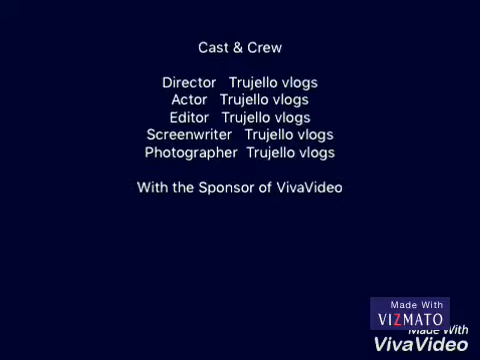 Cast & Crew
Director Trujello vlogs
Actor Trujello vlogs
Editor Trujello vlogs
Screenwriter Trujello vlogs
Photographer Trujello vlogs
With the Sponsor of VivaVideo
Made With
VIZMATO
Made With
VivaVideo